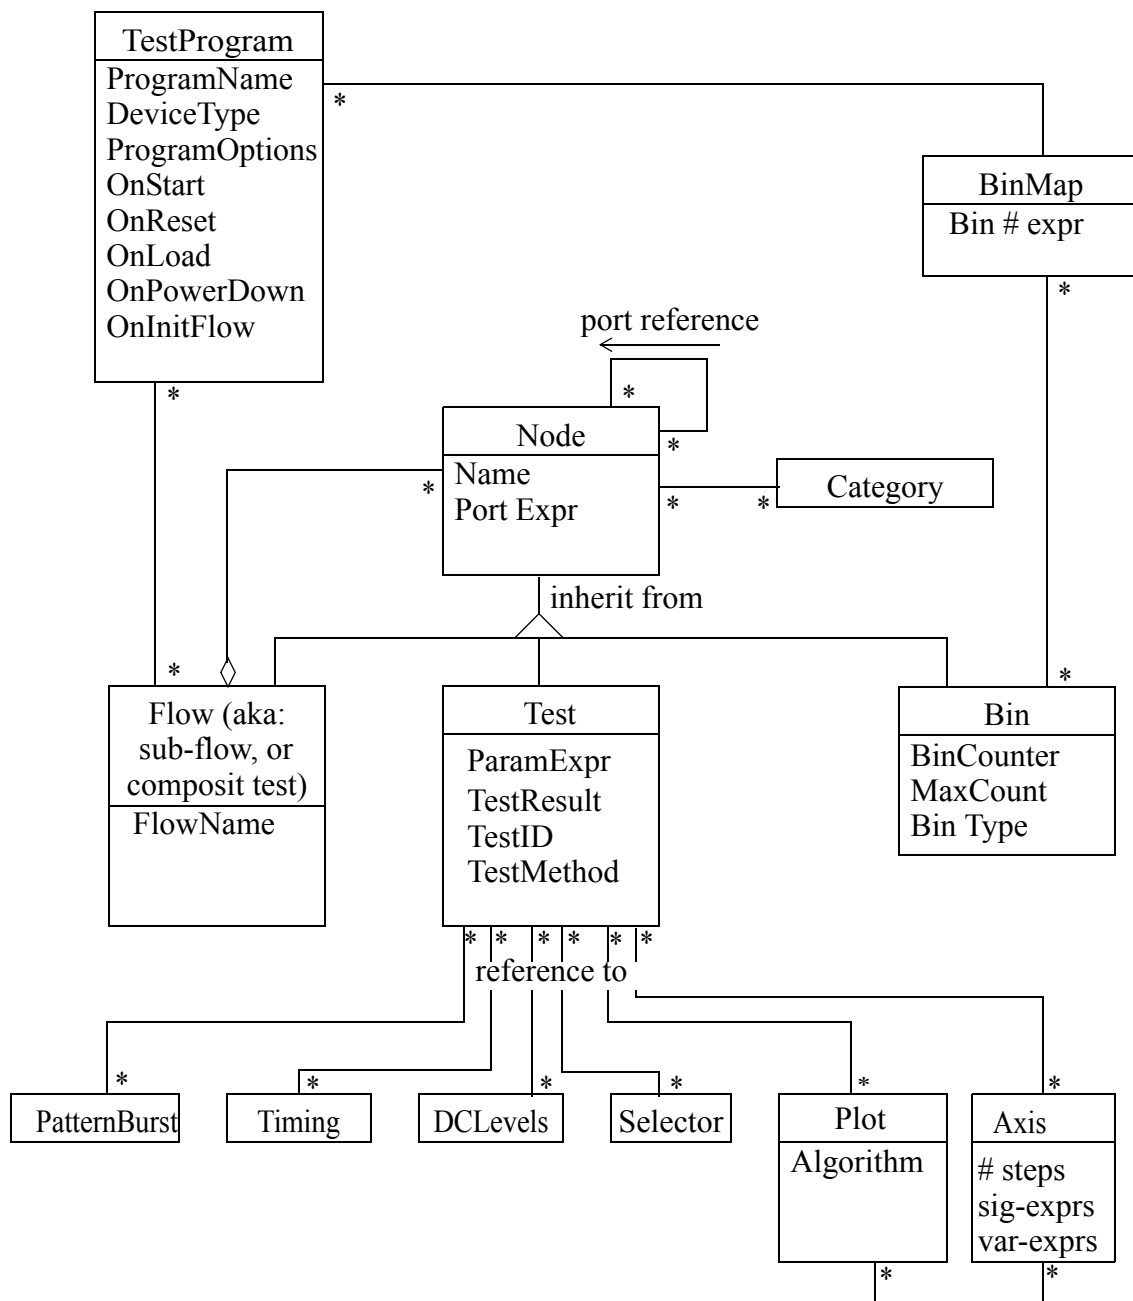 TestProgram
ProgramName
DeviceType
ProgramOptions
OnStart
OnReset
OnLoad
OnPowerDown
OnInitFlow
*
*
BinMap
Bin # expr
*
port reference
*
*
Node
Name
Port Expr
*
*
*
Category
inherit from
*
*
Flow (aka:
sub-flow, or
composit test)
FlowName
Test
ParamExpr
TestResult
TestID
TestMethod
Bin
BinCounter
MaxCount
Bin Type
* * * * * *
reference to
* * * * * *
PatternBurst
Timing
DCLevels
Selector
Plot
Algorithm
Axis
# steps
sig-exprs
var-exprs
* *